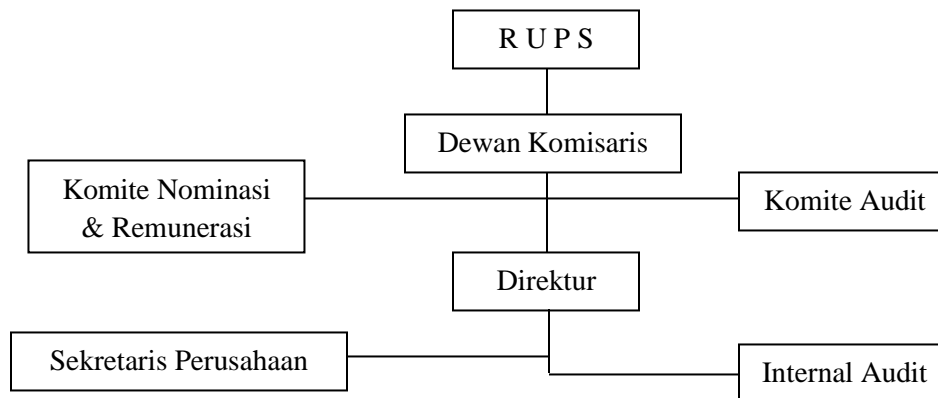 R U P S
Dewan Komisaris
Komite Nominasi
& Remunerasi
Komite Audit
Direktur
Sekretaris Perusahaan
Internal Audit